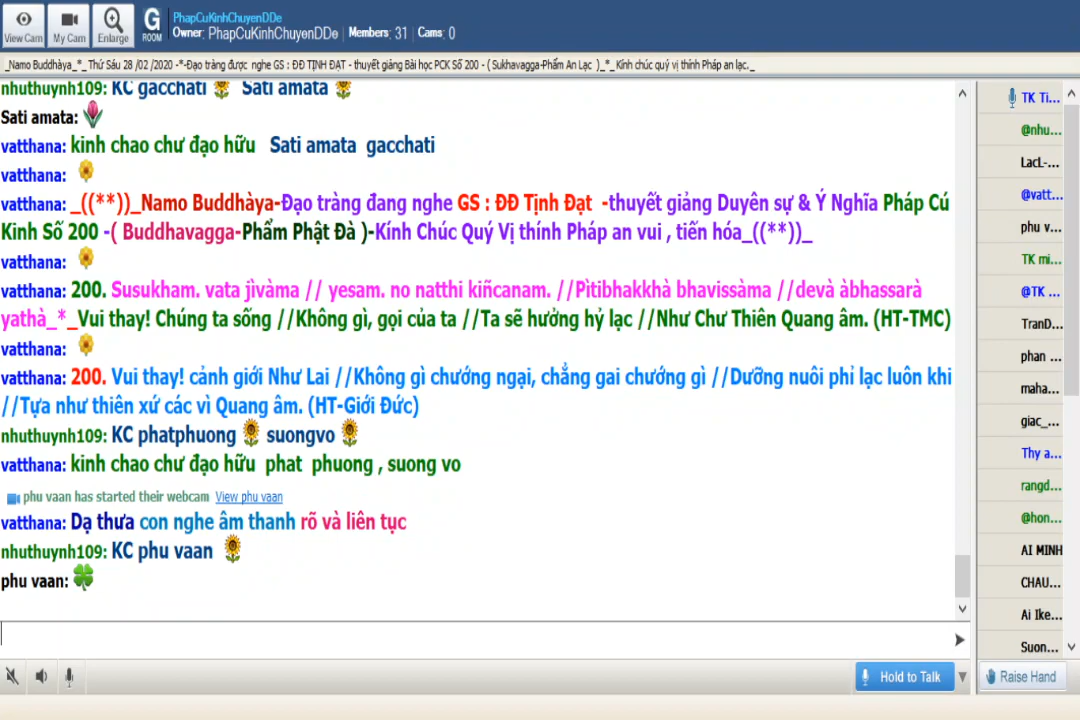 View Cam
My Cam
Enlarge
G
ROOM
PhapCuKinhChuyenDDe
Owner: PhapCuKinhChuyenDDe | Members: 31 | Cams: 0
_Namo Buddhàya_*_ Thứ Sáu 28 /02 /2020 -*-Đạo tràng được nghe GS : ĐĐ TỊNH ĐẠT - thuyết giảng Bài học PCK Số 200 - ( Sukhavagga-Phẩm An Lạc )_*_Kính chúc quý vị thính Pháp an lạc._
nhuthuynh109: KC gacchati Sati amata
Sati amata:
vatthana: kinh chao chư đạo hữu Sati amata gacchati
vatthana:
vatthana: _((**))_Namo Buddhàya-Đạo tràng đang nghe GS : ĐĐ Tịnh Đạt -thuyết giảng Duyên sự & Ý Nghĩa Pháp Cú
Kinh Số 200 -( Buddhavagga-Phẩm Phật Đà )-Kính Chúc Quý Vị thính Pháp an vui , tiến hóa_((**))_
vatthana:
vatthana: 200. Susukham. vata jìvàma // yesam. no natthi kiñcanam. //Pìtibhakkhà bhavissàma //devà àbhassarà
yathà_*_Vui thay! Chúng ta sống //Không gì, gọi của ta //Ta sẽ hưởng hỷ lạc //Như Chư Thiên Quang âm. (HT-TMC)
vatthana:
vatthana: 200. Vui thay! cảnh giới Như Lai //Không gì chướng ngại, chẳng gai chướng gì //Dưỡng nuôi phỉ lạc luôn khi
//Tựa như thiên xứ các vì Quang âm. (HT-Giới Đức)
nhuthuynh109: KC phatphuong suongvo
vatthana: kinh chao chư đạo hữu phat phuong , suong vo
phu vaan has started their webcam View phu vaan
vatthana: Dạ thưa con nghe âm thanh rõ và liên tục
nhuthuynh109: KC phu vaan
phu vaan:
Hold to Talk
TK Ti...
@nhu...
LacL-...
@vatt...
phu v...
TK mi...
@TK ...
TranD...
phan ...
maha...
giac_...
Thy a...
rangd...
@hon...
AI MINH
CHAU...
Ai Ike...
Suon...
Raise Hand